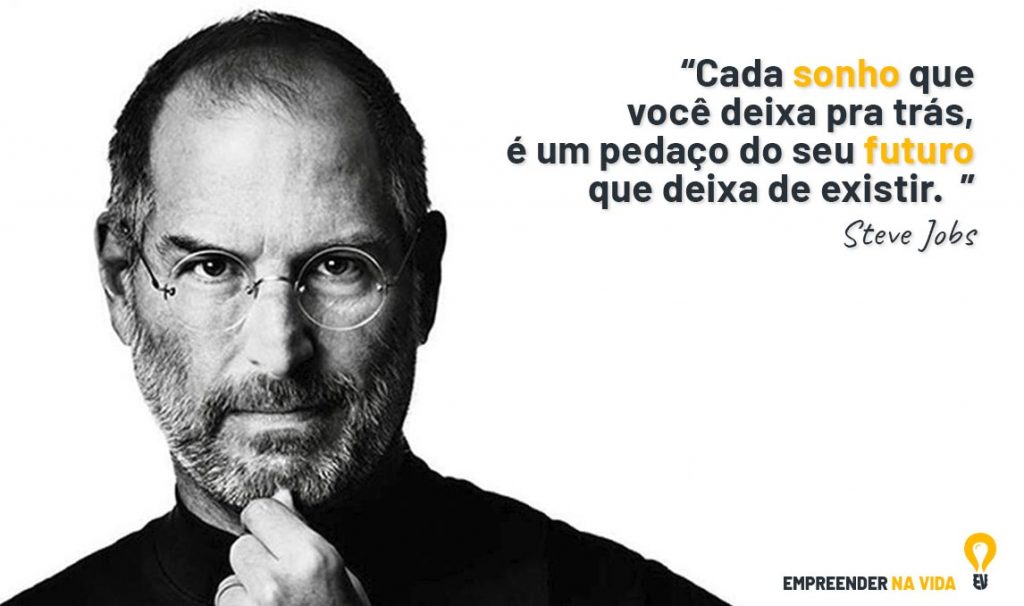 “Cada sonho que
você deixa pra trás,
é um pedaço do seu futuro
que deixa de existir. ”
Steve Jobs
EMPREENDER NA VIDA
EV